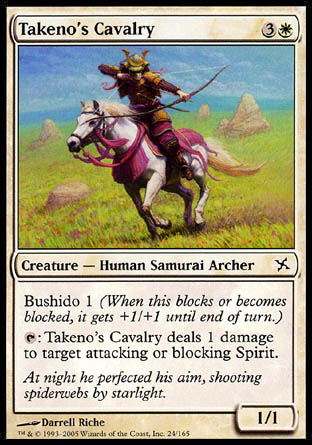 Takeno's Cavalry 3
Creature — Human Samurai Archer
Bushido 1 (When this blocks or becomes
blocked, it gets +1/+1 until end of turn.)
: Takeno's Cavalry deals 1 damage
to target attacking or blocking Spirit.
At night he perfected his aim, shooting
spiderwebs by starlight.
Darrell Riche
™ & © 1993–2005 Wizards of the Coast, Inc. 24/165
1/1